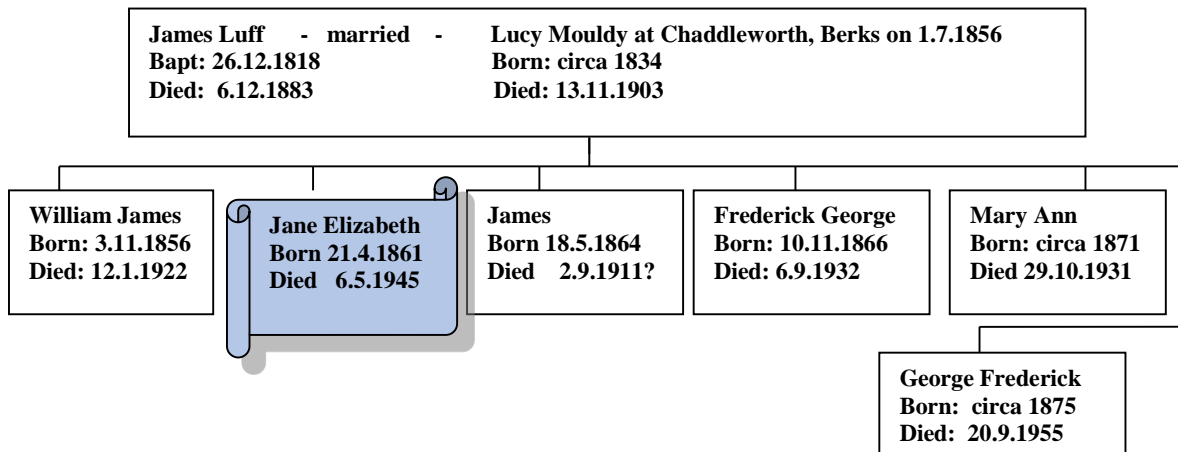 James Luff - married - Lucy Mouldy at Chaddleworth, Berks on 1.7.1856
Bapt: 26.12.1818 Born: circa 1834
Died: 6.12.1883 Died: 13.11.1903
William James
Born: 3.11.1856
Died: 12.1.1922
Jane Elizabeth
Born 21.4.1861
Died 6.5.1945
James
Born 18.5.1864
Died 2.9.1911?
Frederick George
Born: 10.11.1866
Died: 6.9.1932
Mary Ann
Born: circa 1871
Died 29.10.1931
George Frederick
Born: circa 1875
Died: 20.9.1955